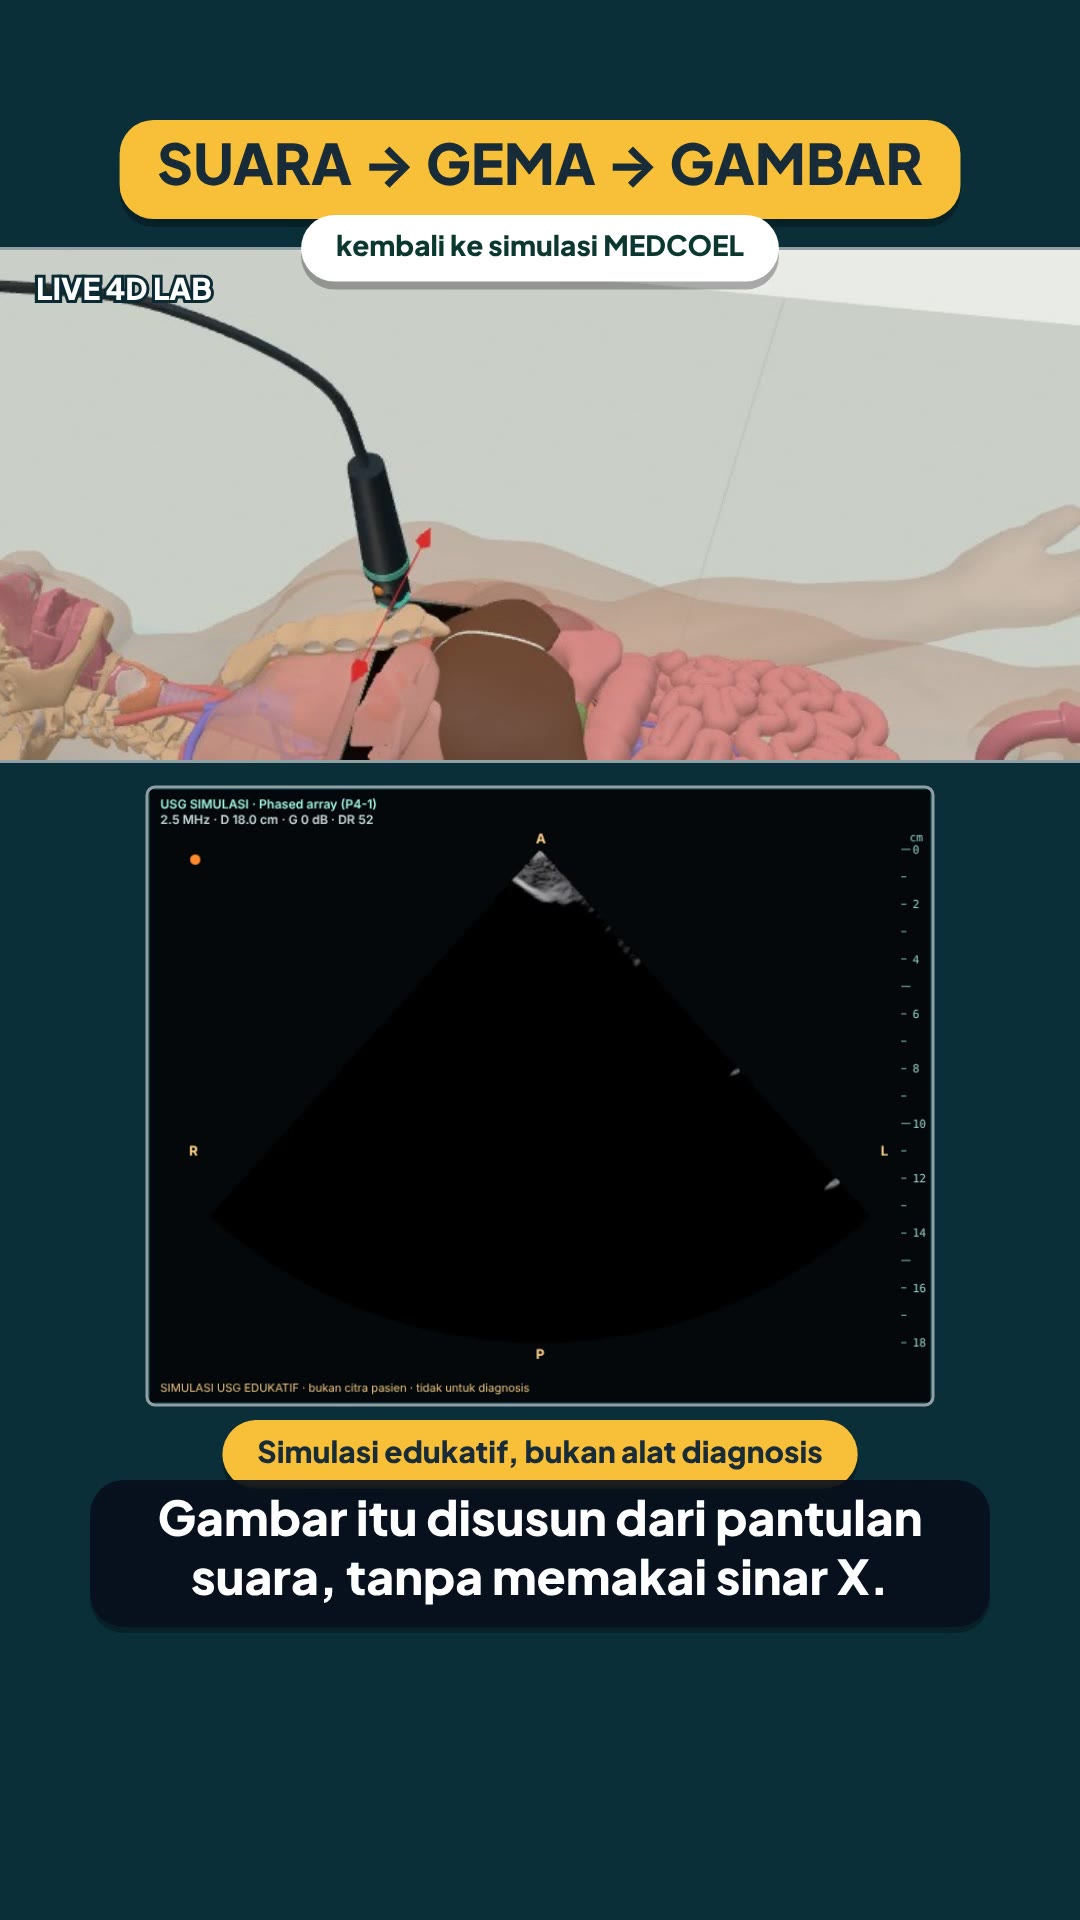 SUARA → GEMA → GAMBAR
kembali ke simulasi MEDCOEL
LIVE 4D LAB
USG SIMULASI · Phased array (P4-1)
2.5 MHz · D 18.0 cm · G 0 dB · DR 52
A
cm
0
2
4
6
8
10
12
14
16
18
R
L
P
SIMULASI USG EDUKATIF · bukan citra pasien · tidak untuk diagnosis
Simulasi edukatif, bukan alat diagnosis
Gambar itu disusun dari pantulan
suara, tanpa memakai sinar X.